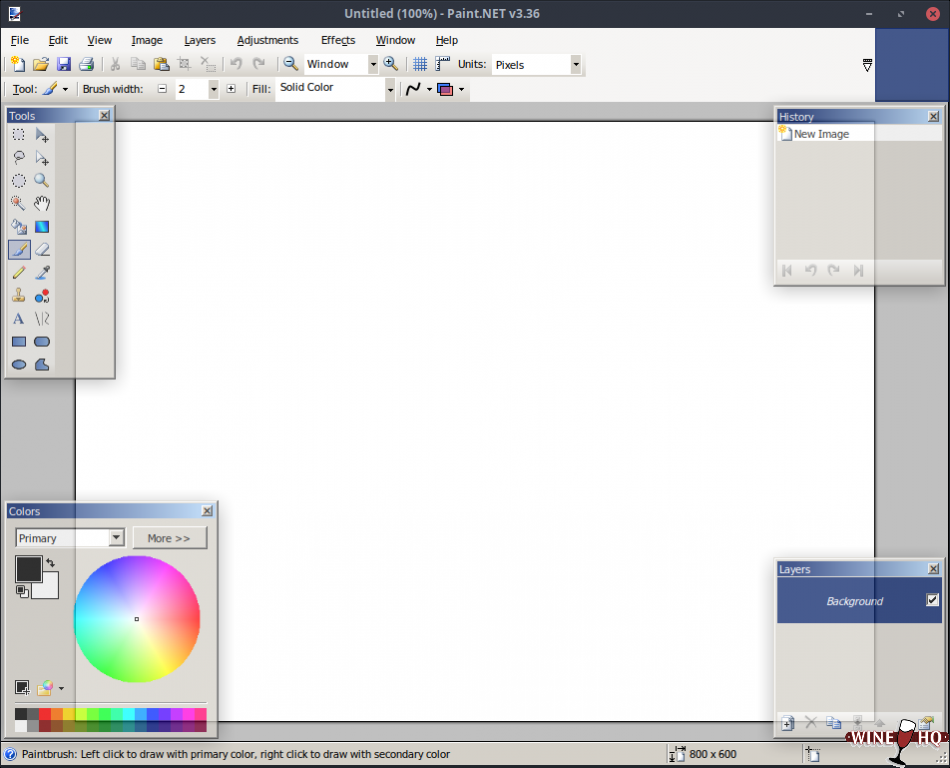 Untitled (100%) - Paint.NET v3.36
File Edit View Image Layers Adjustments Effects Window Help
Window Units: Pixels
Tool: Brush width: 2 Fill: Solid Color
Tools
History
New Image
Colors
Primary More >>
Layers
Background
WINE HQ
Paintbrush: Left click to draw with primary color, right click to draw with secondary color 800 x 600